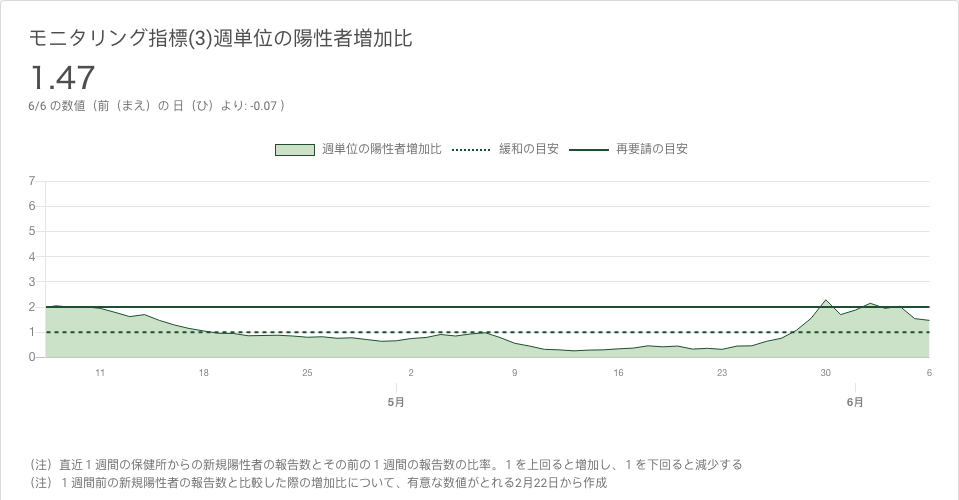 モニタリング指標(3)週単位の陽性者増加比
1.47
6/6 の数値（前（まえ）の 日（ひ）より: -0.07 ）
週単位の陽性者増加比 緩和の目安 再要請の目安
7
6
5
4
3
2
1
0
11 18 25 2 9 16 23 30 6
5月 6月
（注）直近１週間の保健所からの新規陽性者の報告数とその前の１週間の報告数の比率。１を上回ると増加し、１を下回ると減少する
（注）１週間前の新規陽性者の報告数と比較した際の増加比について、有意な数値がとれる2月22日から作成